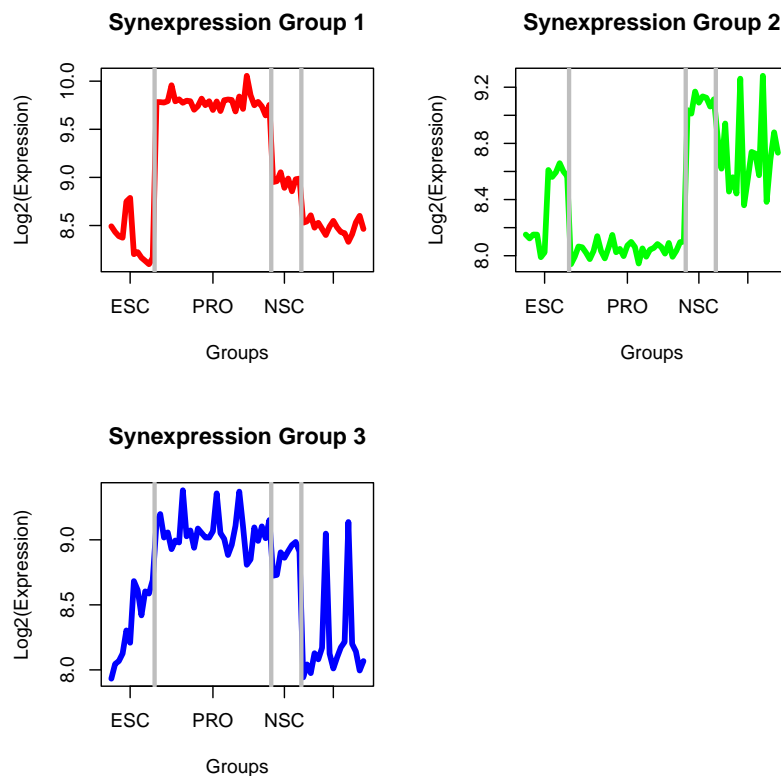 Synexpression Group 1
Log2(Expression)
10.0
9.5
9.0
8.5
ESC PRO NSC
Groups
Synexpression Group 2
Log2(Expression)
9.2
8.8
8.4
8.0
ESC PRO NSC
Groups
Synexpression Group 3
Log2(Expression)
9.0
8.5
8.0
ESC PRO NSC
Groups